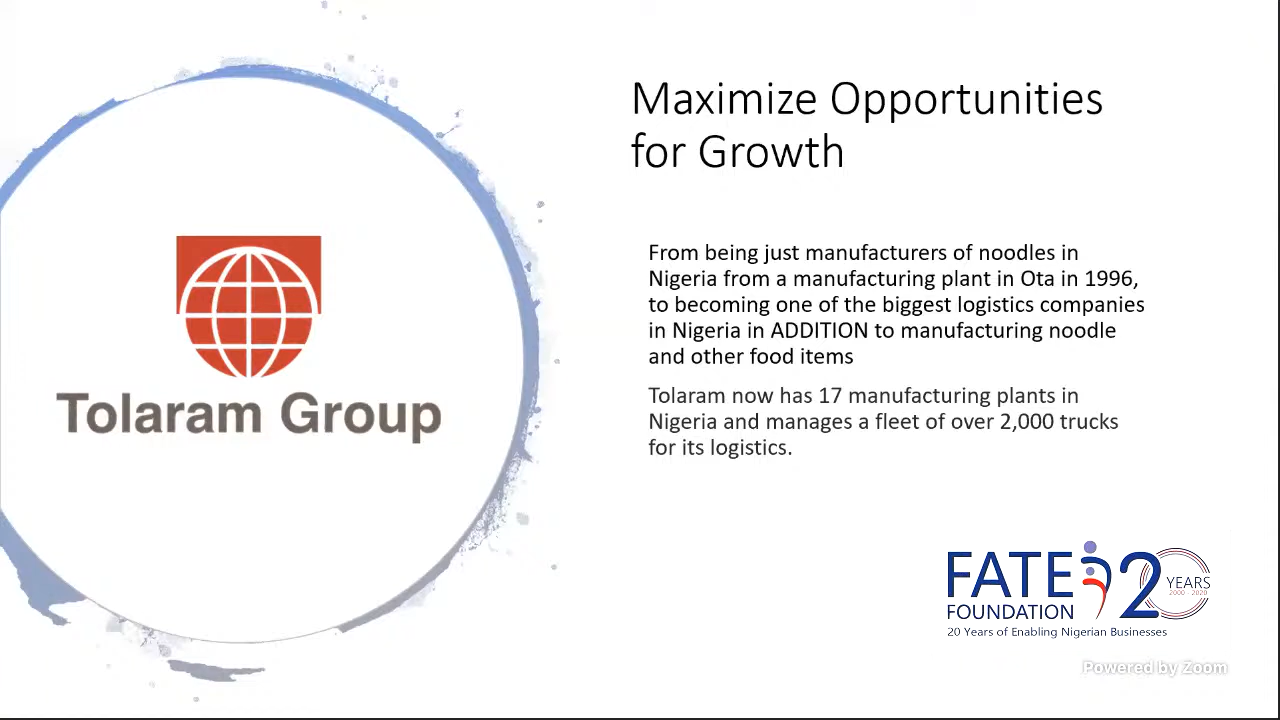 Maximize Opportunities
for Growth
Tolaram Group
From being just manufacturers of noodles in
Nigeria from a manufacturing plant in Ota in 1996,
to becoming one of the biggest logistics companies
in Nigeria in ADDITION to manufacturing noodle
and other food items
Tolaram now has 17 manufacturing plants in
Nigeria and manages a fleet of over 2,000 trucks
for its logistics.
FATE
FOUNDATION
20 YEARS
2000 - 2020
20 Years of Enabling Nigerian Businesses
Powered by Zoom